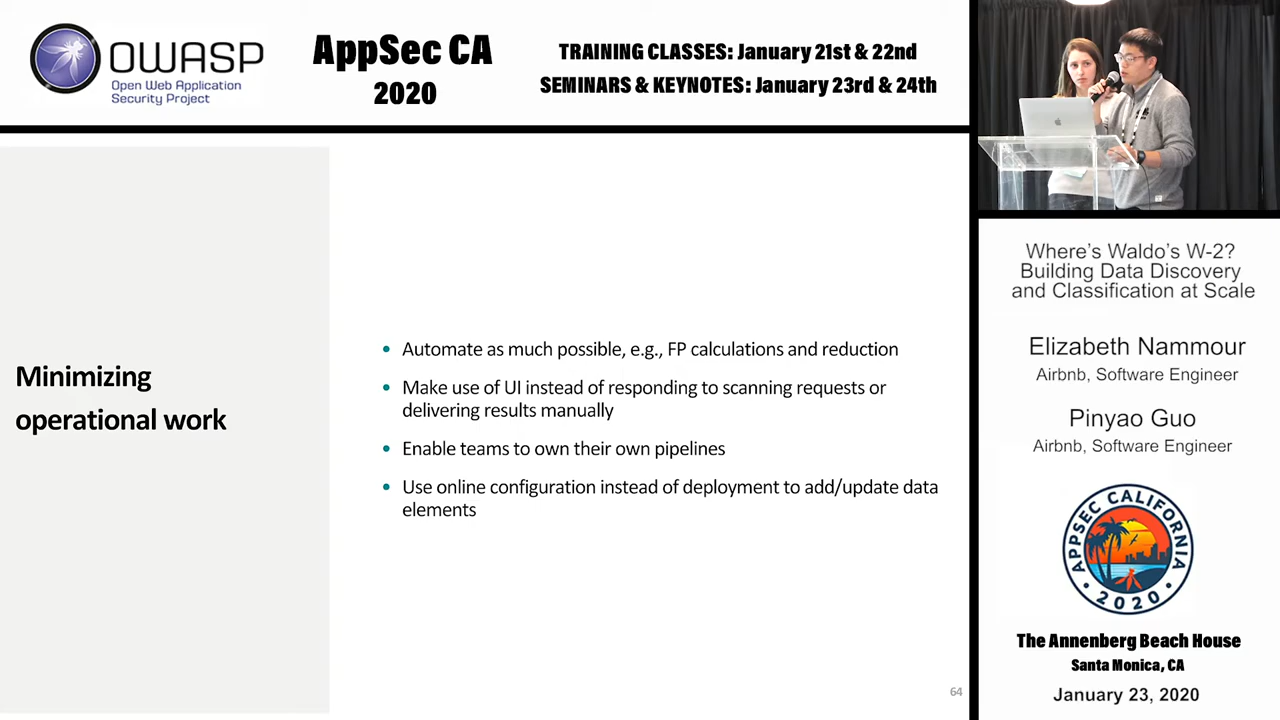 OWASP
Open Web Application
Security Project
AppSec CA
2020
TRAINING CLASSES: January 21st & 22nd
SEMINARS & KEYNOTES: January 23rd & 24th
Minimizing
operational work
• Automate as much possible, e.g., FP calculations and reduction
• Make use of UI instead of responding to scanning requests or
delivering results manually
• Enable teams to own their own pipelines
• Use online configuration instead of deployment to add/update data
elements
64
Where's Waldo's W-2?
Building Data Discovery
and Classification at Scale
Elizabeth Nammour
Airbnb, Software Engineer
Pinyao Guo
Airbnb, Software Engineer
APPSEC CALIFORNIA
• 2020 •
The Annenberg Beach House
Santa Monica, CA
January 23, 2020